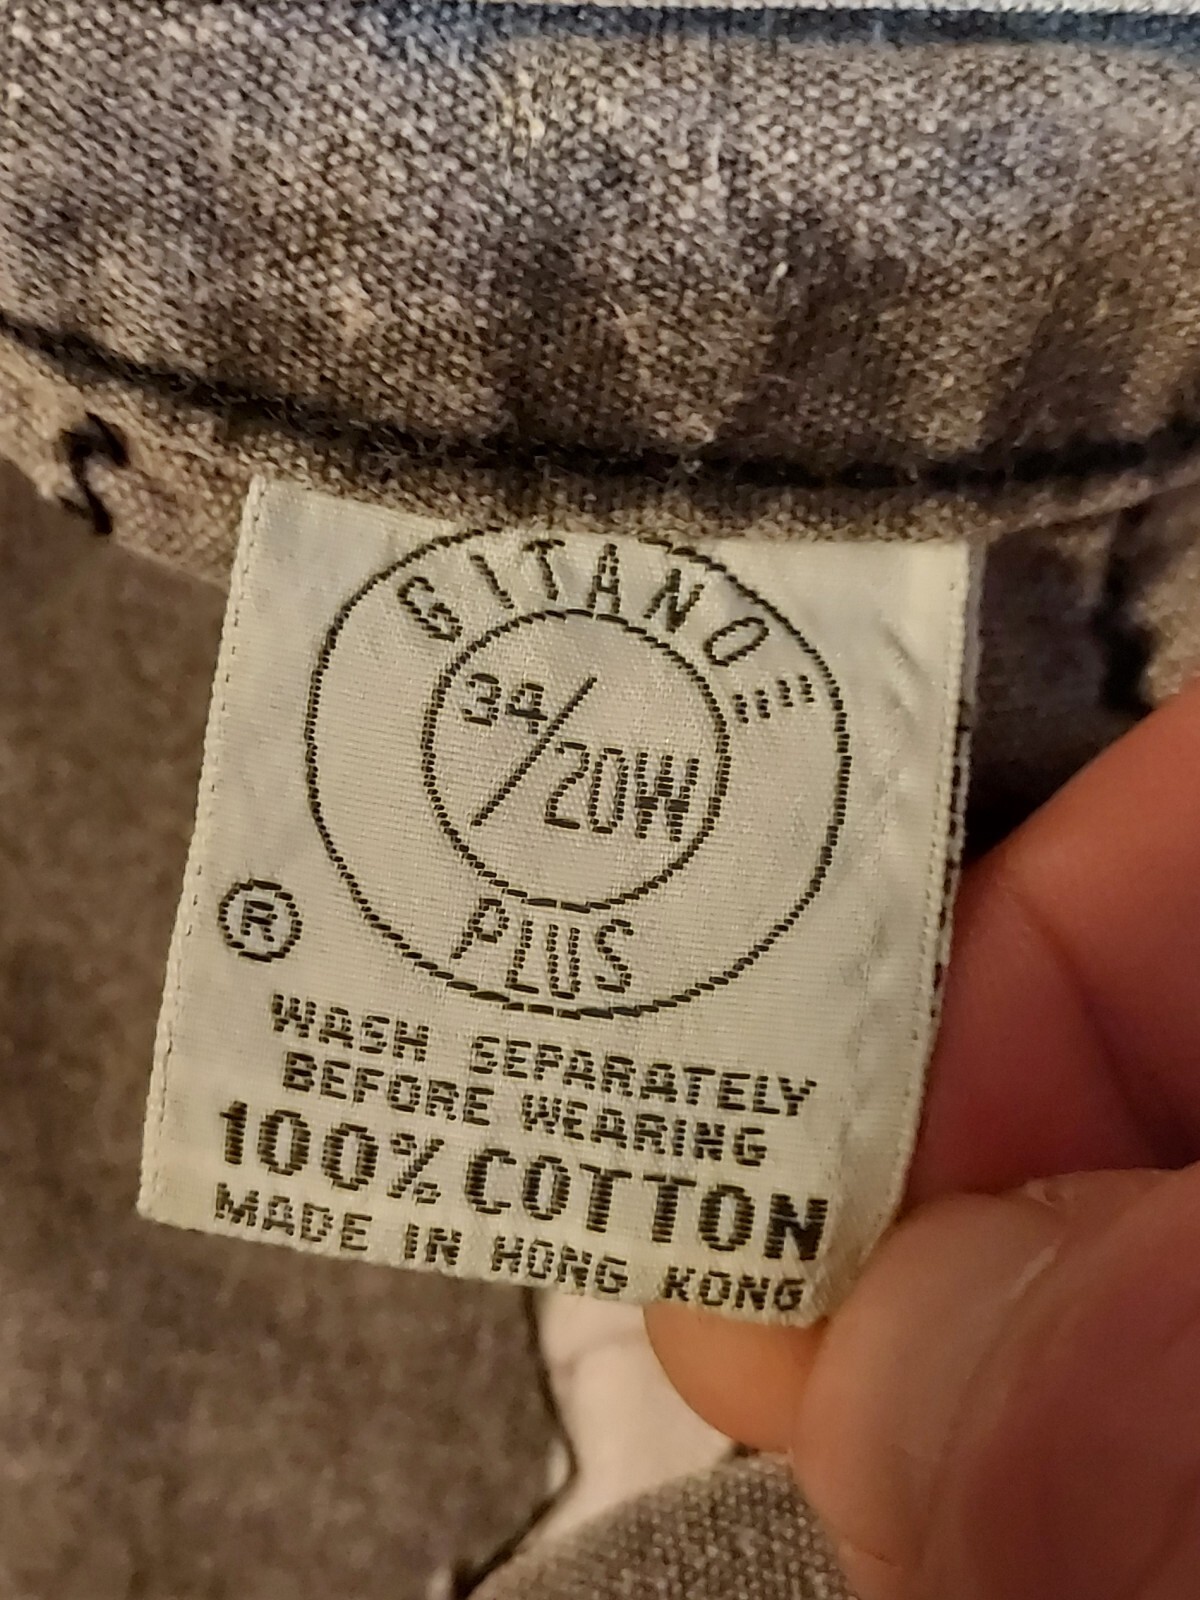 GITANO
34/20W
PLUS
®
WASH SEPARATELY
BEFORE WEARING
100% COTTON
MADE IN HONG KONG